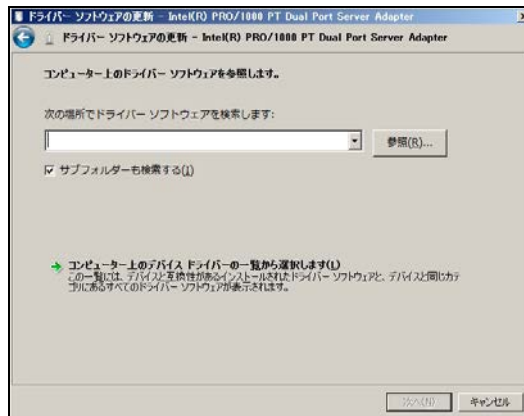 ドライバー ソフトウェアの更新 - Intel(R) PRO/1000 PT Dual Port Server Adapter
ドライバー ソフトウェアの更新 - Intel(R) PRO/1000 PT Dual Port Server Adapter
コンピューター上のドライバー ソフトウェアを参照します。
次の場所でドライバー ソフトウェアを検索します:
参照(R)...
サブフォルダーも検索する(I)
コンピューター上のデバイス ドライバーの一覧から選択します(L)
この一覧には、デバイスと互換性があるインストールされたドライバー ソフトウェアと、デバイスと同じカテ
ゴリにあるすべてのドライバー ソフトウェアが表示されます。
次へ(N)
キャンセル